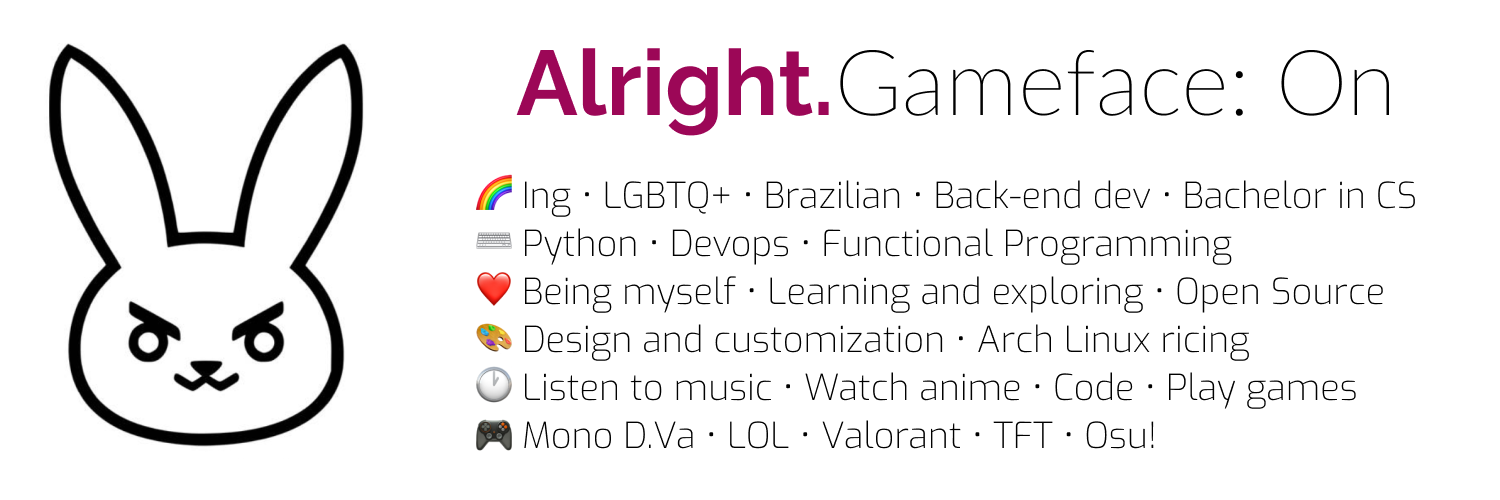 Alright.Gameface: On
🌈 Ing · LGBTQ+ · Brazilian · Back-end dev · Bachelor in CS
⌨️ Python · Devops · Functional Programming
❤️ Being myself · Learning and exploring · Open Source
🎨 Design and customization · Arch Linux ricing
🕐 Listen to music · Watch anime · Code · Play games
🎮 Mono D.Va · LOL · Valorant · TFT · Osu!